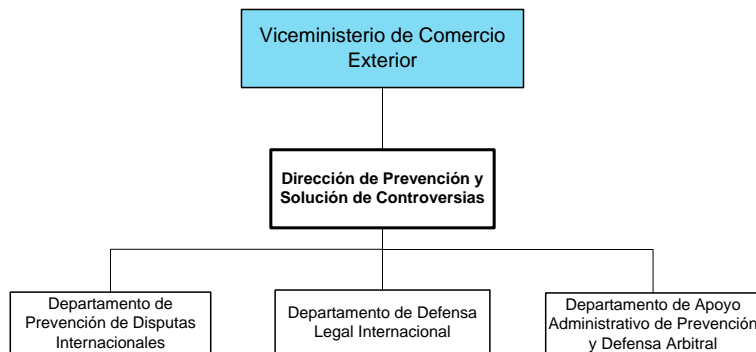 Viceministerio de Comercio
Exterior
Dirección de Prevención y
Solución de Controversias
Departamento de
Prevención de Disputas
Internacionales
Departamento de Defensa
Legal Internacional
Departamento de Apoyo
Administrativo de Prevención
y Defensa Arbitral